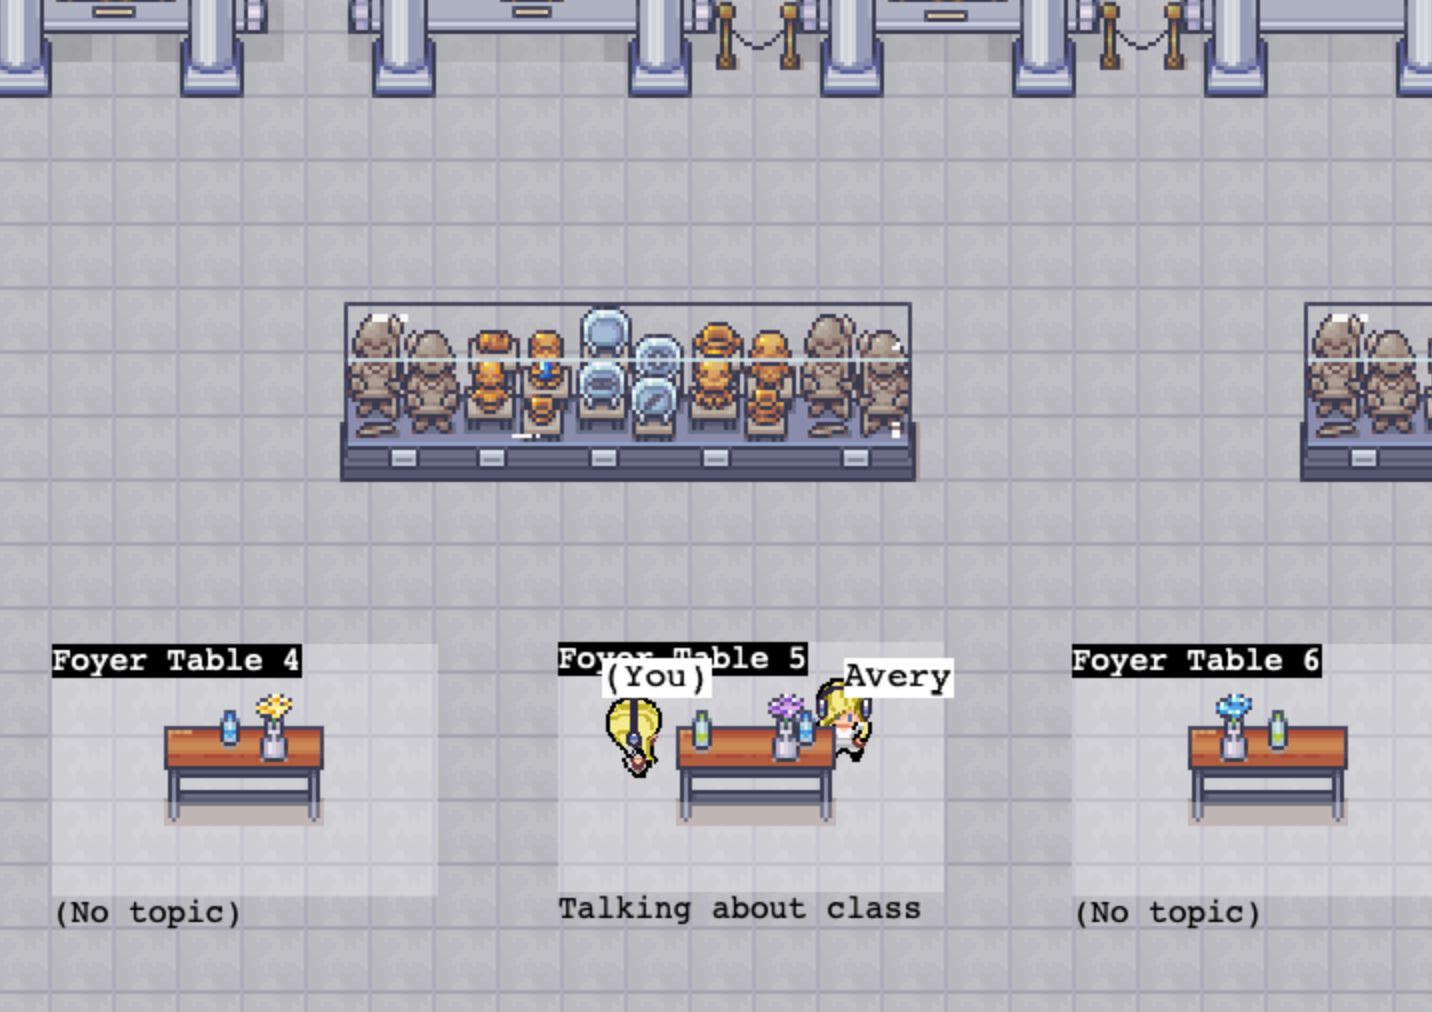 Foyer Table 4
Foyer Table 5
Foyer Table 6
(You)
Avery
(No topic)
Talking about class
(No topic)